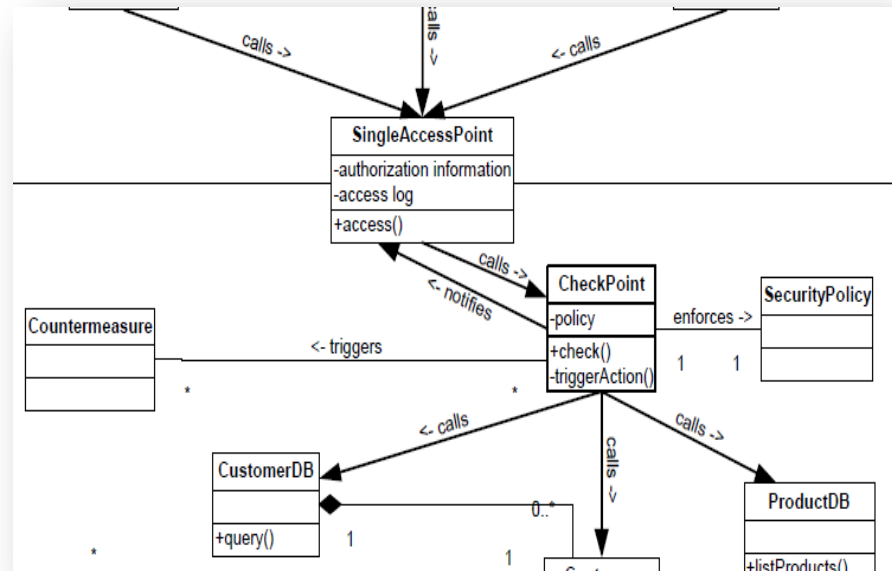 calls ->
calls ->
<- calls
SingleAccessPoint
-authorization information
-access log
+access()
calls ->
<- notifies
CheckPoint
-policy
+check()
-triggerAction()
enforces ->
1
1
SecurityPolicy
Countermeasure
<- triggers
*
*
<- calls
calls ->
calls ->
CustomerDB
+query()
0..*
1
1
*
ProductDB
+listProducts()